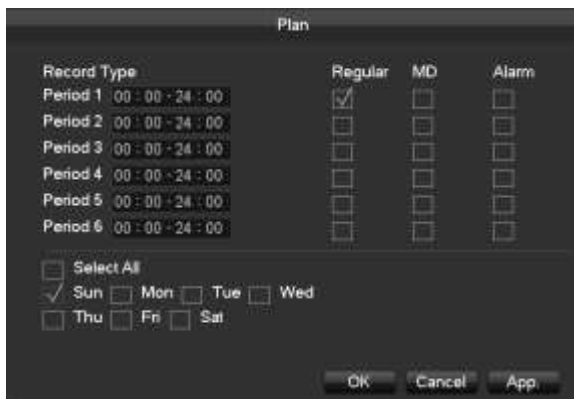 Plan
Record Type Regular MD Alarm
Period 1 00:00-24:00
Period 2 00:00-24:00
Period 3 00:00-24:00
Period 4 00:00-24:00
Period 5 00:00-24:00
Period 6 00:00-24:00
Select All
Sun Mon Tue Wed
Thu Fri Sat
OK Cancel App.